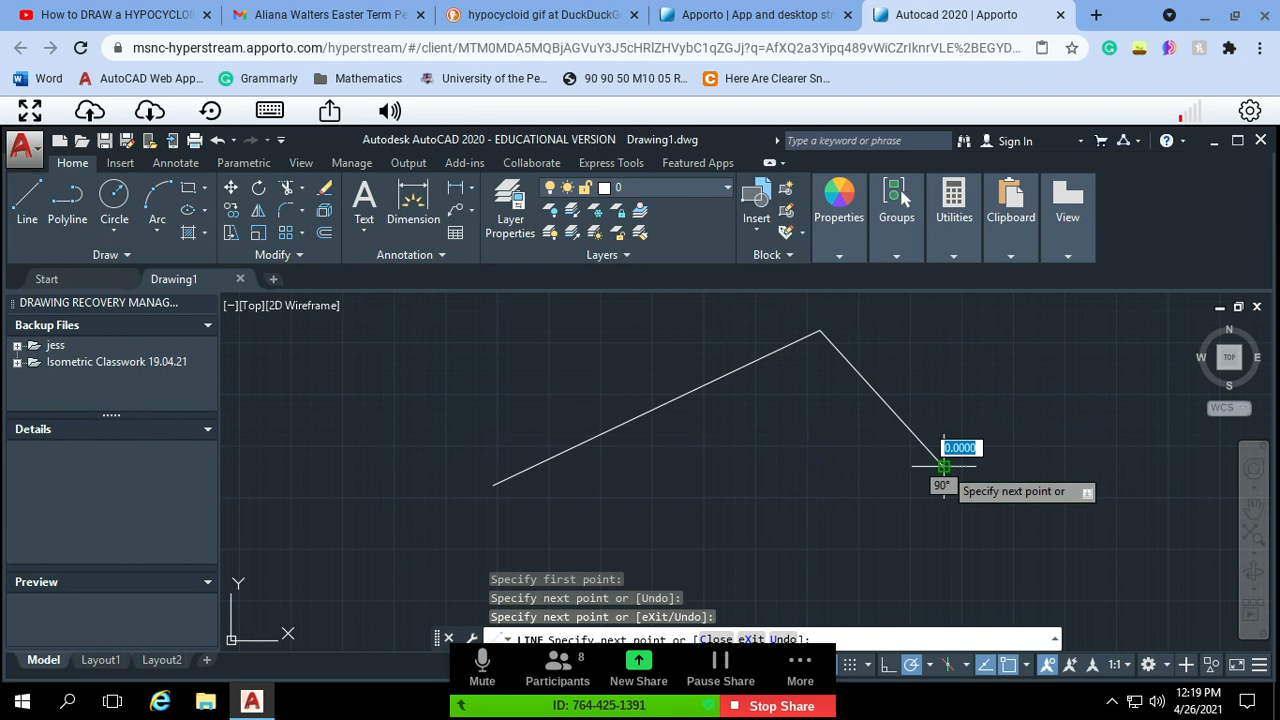 How to DRAW a HYPOCYCLOI
Aliana Walters Easter Term Pe
hypocycloid gif at DuckDuckG
Apporto | App and desktop str
Autocad 2020 | Apporto
msnc-hyperstream.apporto.com/hyperstream/#/client/MTM0MDA5MQBjAGVuY3J5cHRlZHVybC1qZGJj?q=AfXQ2a3Yipq489vWiCZrIknrVLE%2BEGYD...
Word
AutoCAD Web App...
Grammarly
Mathematics
University of the Pe...
90 90 50 M10 05 R...
Here Are Clearer Sn...
Autodesk AutoCAD 2020 - EDUCATIONAL VERSION Drawing1.dwg
Type a keyword or phrase
Sign In
Home
Insert
Annotate
Parametric
View
Manage
Output
Add-ins
Collaborate
Express Tools
Featured Apps
0
Line
Polyline
Circle
Arc
Text
Dimension
Layer Properties
Insert
Properties
Groups
Utilities
Clipboard
View
Draw
Modify
Annotation
Layers
Block
Start
Drawing1
DRAWING RECOVERY MANAG...
Backup Files
jess
Isometric Classwork 19.04.21
Details
Preview
[−][Top][2D Wireframe]
N
W
TOP
E
S
WCS
0.0000
90°
Specify next point or
Y
X
Specify first point:
Specify next point or [Undo]:
Specify next point or [eXit/Undo]:
LINE Specify next point or [Close eXit Undo]:
Model
Layout1
Layout2
1:1
8
Mute
Participants
New Share
Pause Share
More
ID: 764-425-1391
Stop Share
12:19 PM
4/26/2021